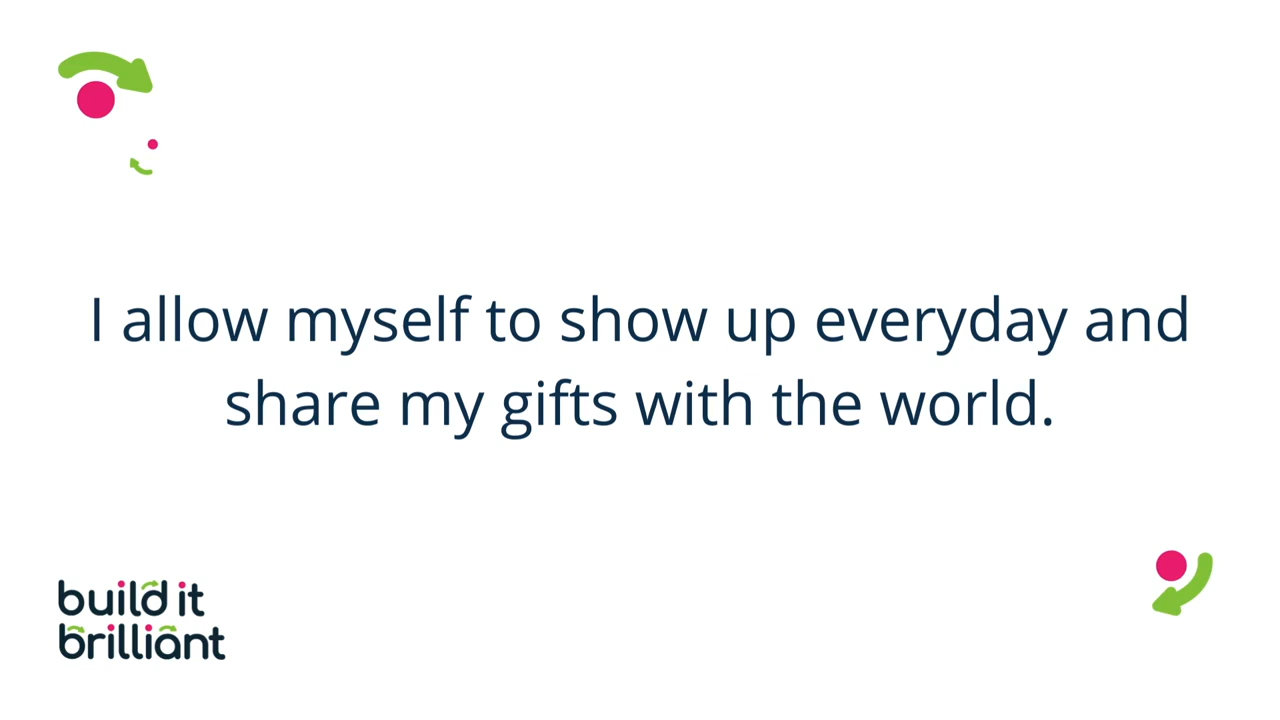 I allow myself to show up everyday and
share my gifts with the world.
build it
brilliant